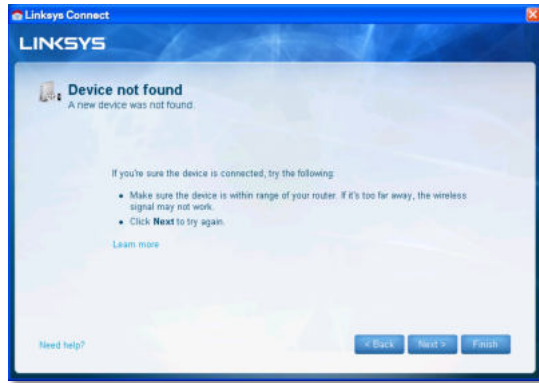 Linksys Connect
LINKSYS
Device not found
A new device was not found.
If you're sure the device is connected, try the following:
• Make sure the device is within range of your router. If it's too far away, the wireless
signal may not work.
• Click Next to try again.
Learn more
Need help?
< Back Next > Finish